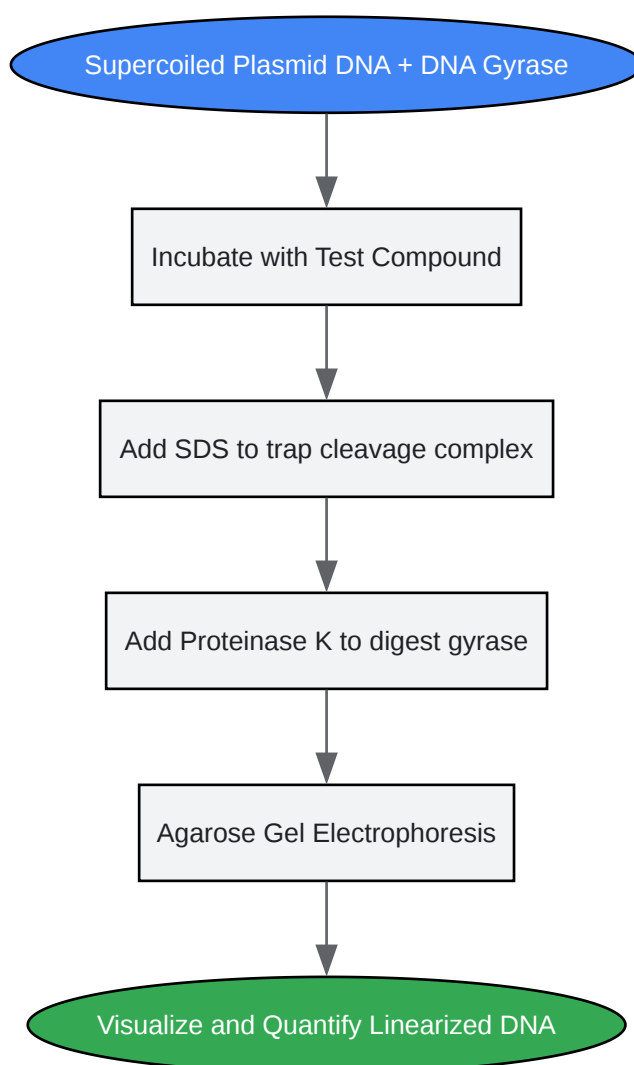 Supercoiled Plasmid DNA + DNA Gyrase
Incubate with Test Compound
Add SDS to trap cleavage complex
Add Proteinase K to digest gyrase
Agarose Gel Electrophoresis
Visualize and Quantify Linearized DNA